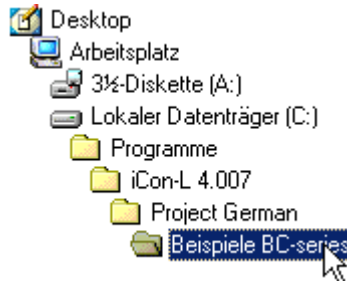 Desktop
Arbeitsplatz
3½-Diskette (A:)
Lokaler Datenträger (C:)
Programme
iCon-L 4.007
Project German
Beispiele BC-series